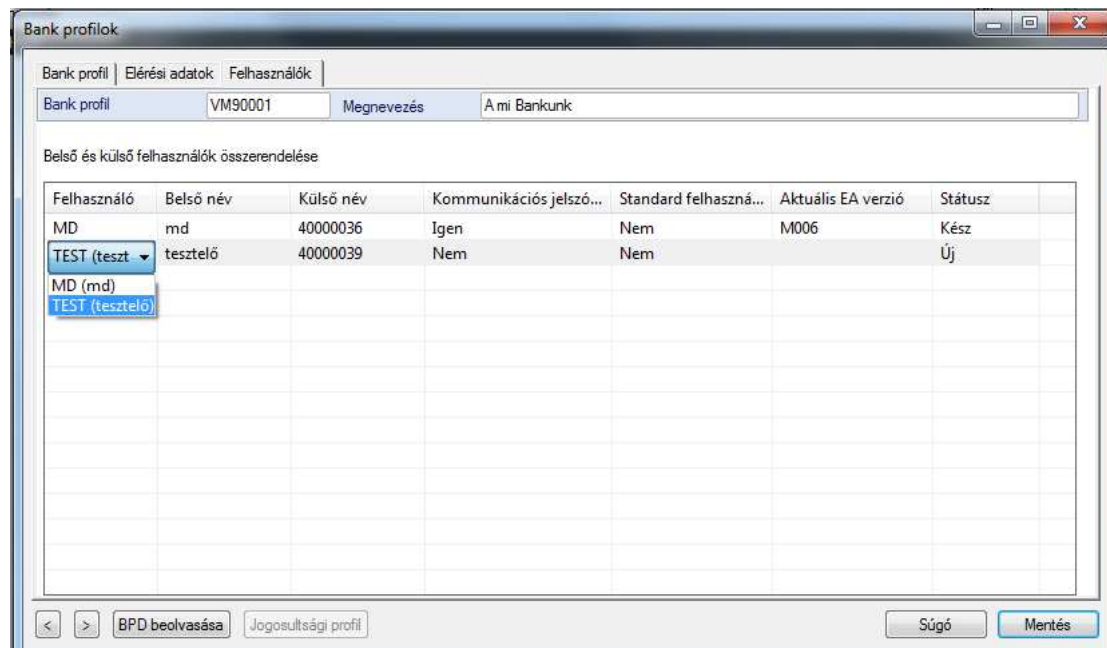 Bank profilok
Bank profil Elérési adatok Felhasználók
Bank profil VM90001 Megnevezés A mi Bankunk
Belső és külső felhasználók összerendelése
Felhasználó Belső név Külső név Kommunikációs jelszó... Standard felhaszná... Aktuális EA verzió Státusz
MD md 40000036 Igen Nem M006 Kész
TEST (teszt tesztelő 40000039 Nem Nem Új
MD (md)
TEST (tesztelő)
< > BPD beolvasása Jogosultsági profil Súgó Mentés